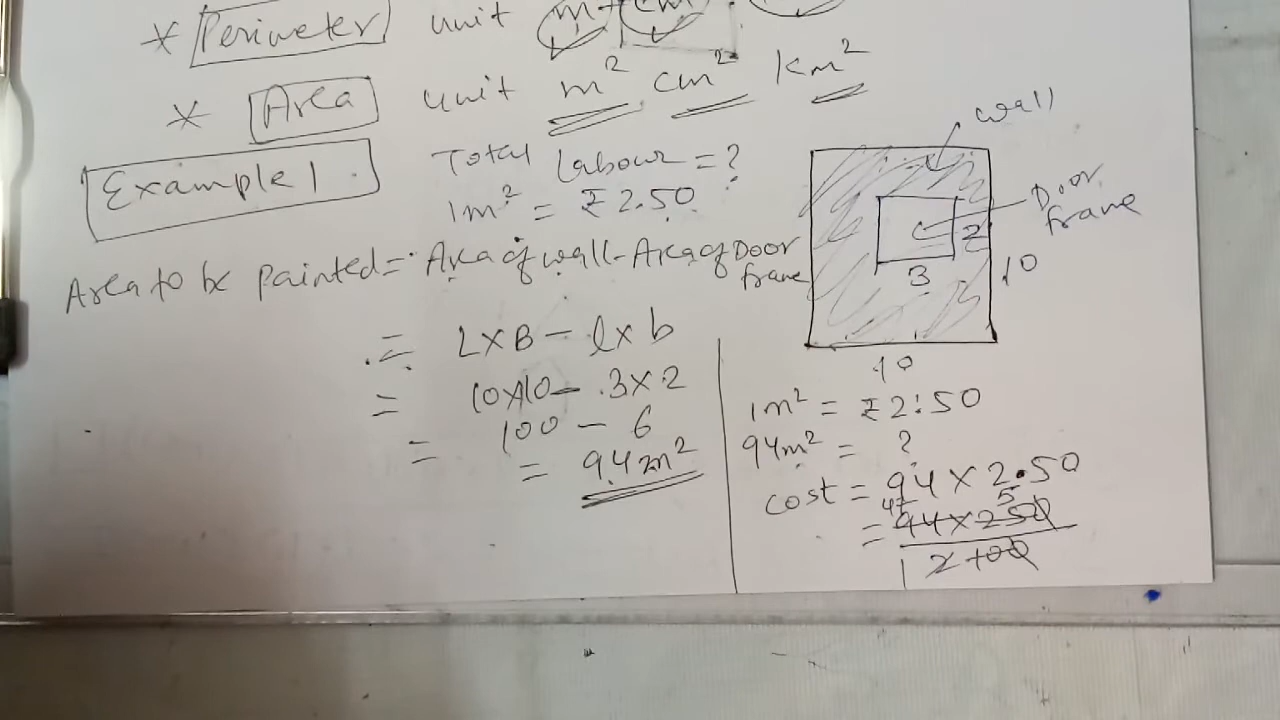 * Perimeter unit m cm
* Area unit m² cm² km²
Example 1 Total Labour = ?
1m² = ₹2.50
Area to be painted = Area of wall - Area of Door frame
= L×B - l×b
= 10×10 - 3×2
= 100 - 6
= 94m²
wall
Door frame
2
3
10
10
1m² = ₹2.50
94m² = ?
cost = 94 × 2.50
47 5
= 94×250
1 2 100